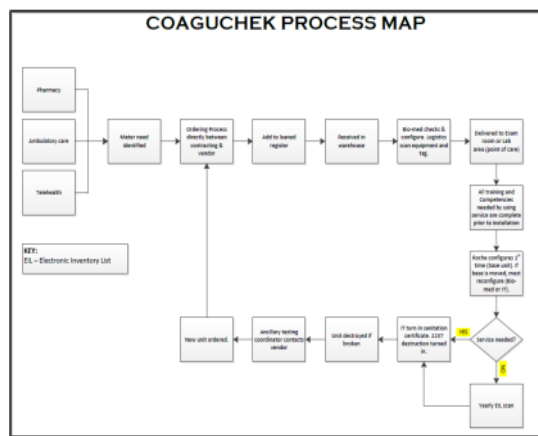 COAGUCHEK PROCESS MAP
Pharmacy
Ambulatory care
Telehealth
Meter need
identified
Ordering Process
directly between
contracting &
vendor
Add to loaned
register
Received in
warehouse
Bio-med checks &
configure. Logistics
scan equipment and
tag.
Delivered to Exam
room or Lab
area.(point of care)
All training and
Competencies
needed by using
service are complete
prior to installation
Roche configures 1st
time (base unit). If
base is moved, must
reconfigure (Bio-
med or IT).
Service needed?
YES
NO
Yearly EIL scan
IT turn in sanitation
certificate.
destruction turned
in.
Unit destroyed if
broken
Ancillary testing
coordinator contacts
vendor
New unit ordered.
KEY:
EIL – Electronic Inventory List